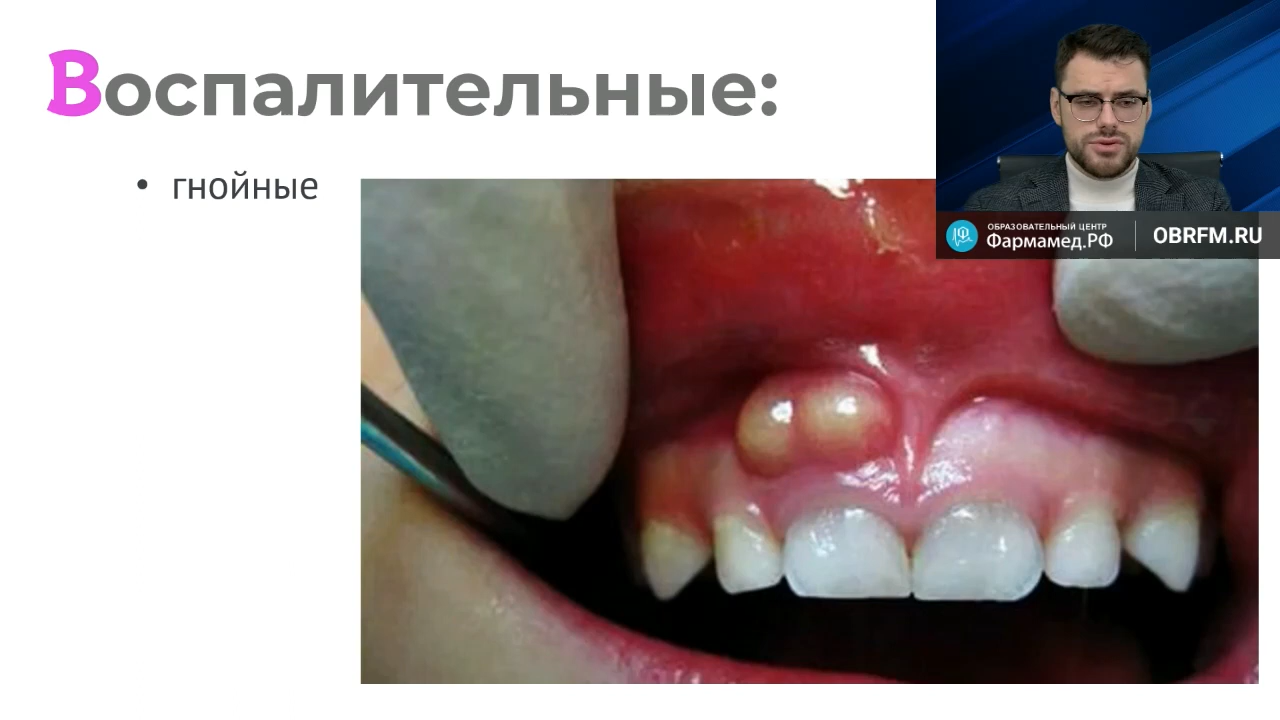 Воспалительные:
• гнойные
ОБРАЗОВАТЕЛЬНЫЙ ЦЕНТР
Фармамед.РФ
OBRFM.RU